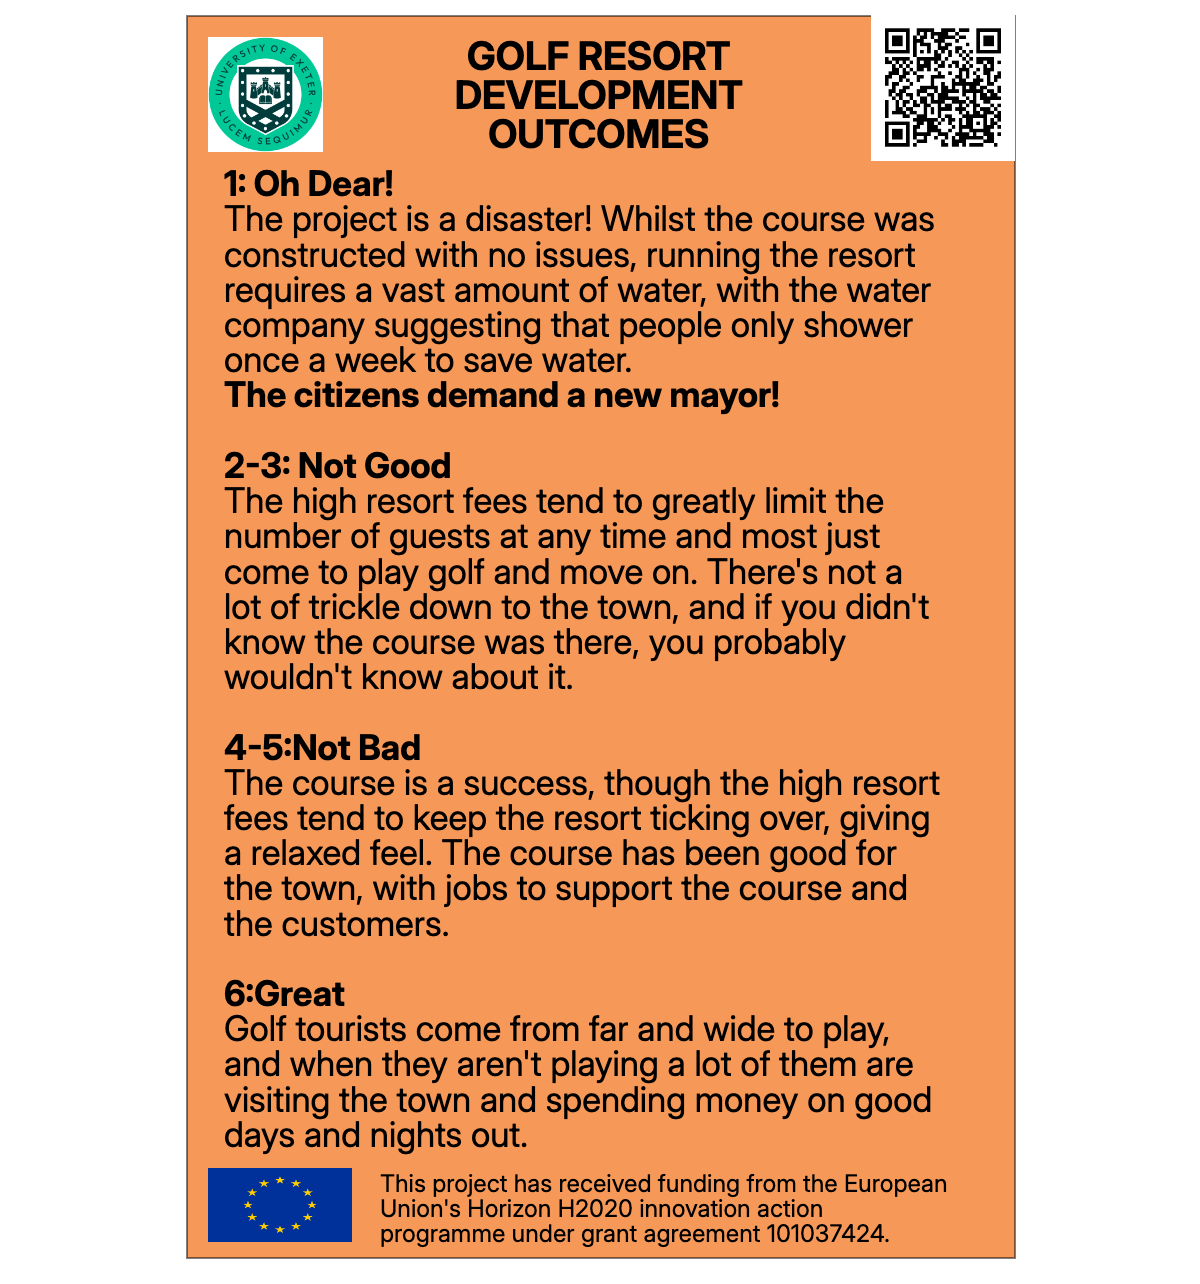 UNIVERSITY OF EXETER
LUCEM SEQUIMUR
GOLF RESORT
DEVELOPMENT
OUTCOMES
1: Oh Dear!
The project is a disaster! Whilst the course was
constructed with no issues, running the resort
requires a vast amount of water, with the water
company suggesting that people only shower
once a week to save water.
The citizens demand a new mayor!
2-3: Not Good
The high resort fees tend to greatly limit the
number of guests at any time and most just
come to play golf and move on. There's not a
lot of trickle down to the town, and if you didn't
know the course was there, you probably
wouldn't know about it.
4-5:Not Bad
The course is a success, though the high resort
fees tend to keep the resort ticking over, giving
a relaxed feel. The course has been good for
the town, with jobs to support the course and
the customers.
6:Great
Golf tourists come from far and wide to play,
and when they aren't playing a lot of them are
visiting the town and spending money on good
days and nights out.
This project has received funding from the European
Union's Horizon H2020 innovation action
programme under grant agreement 101037424.